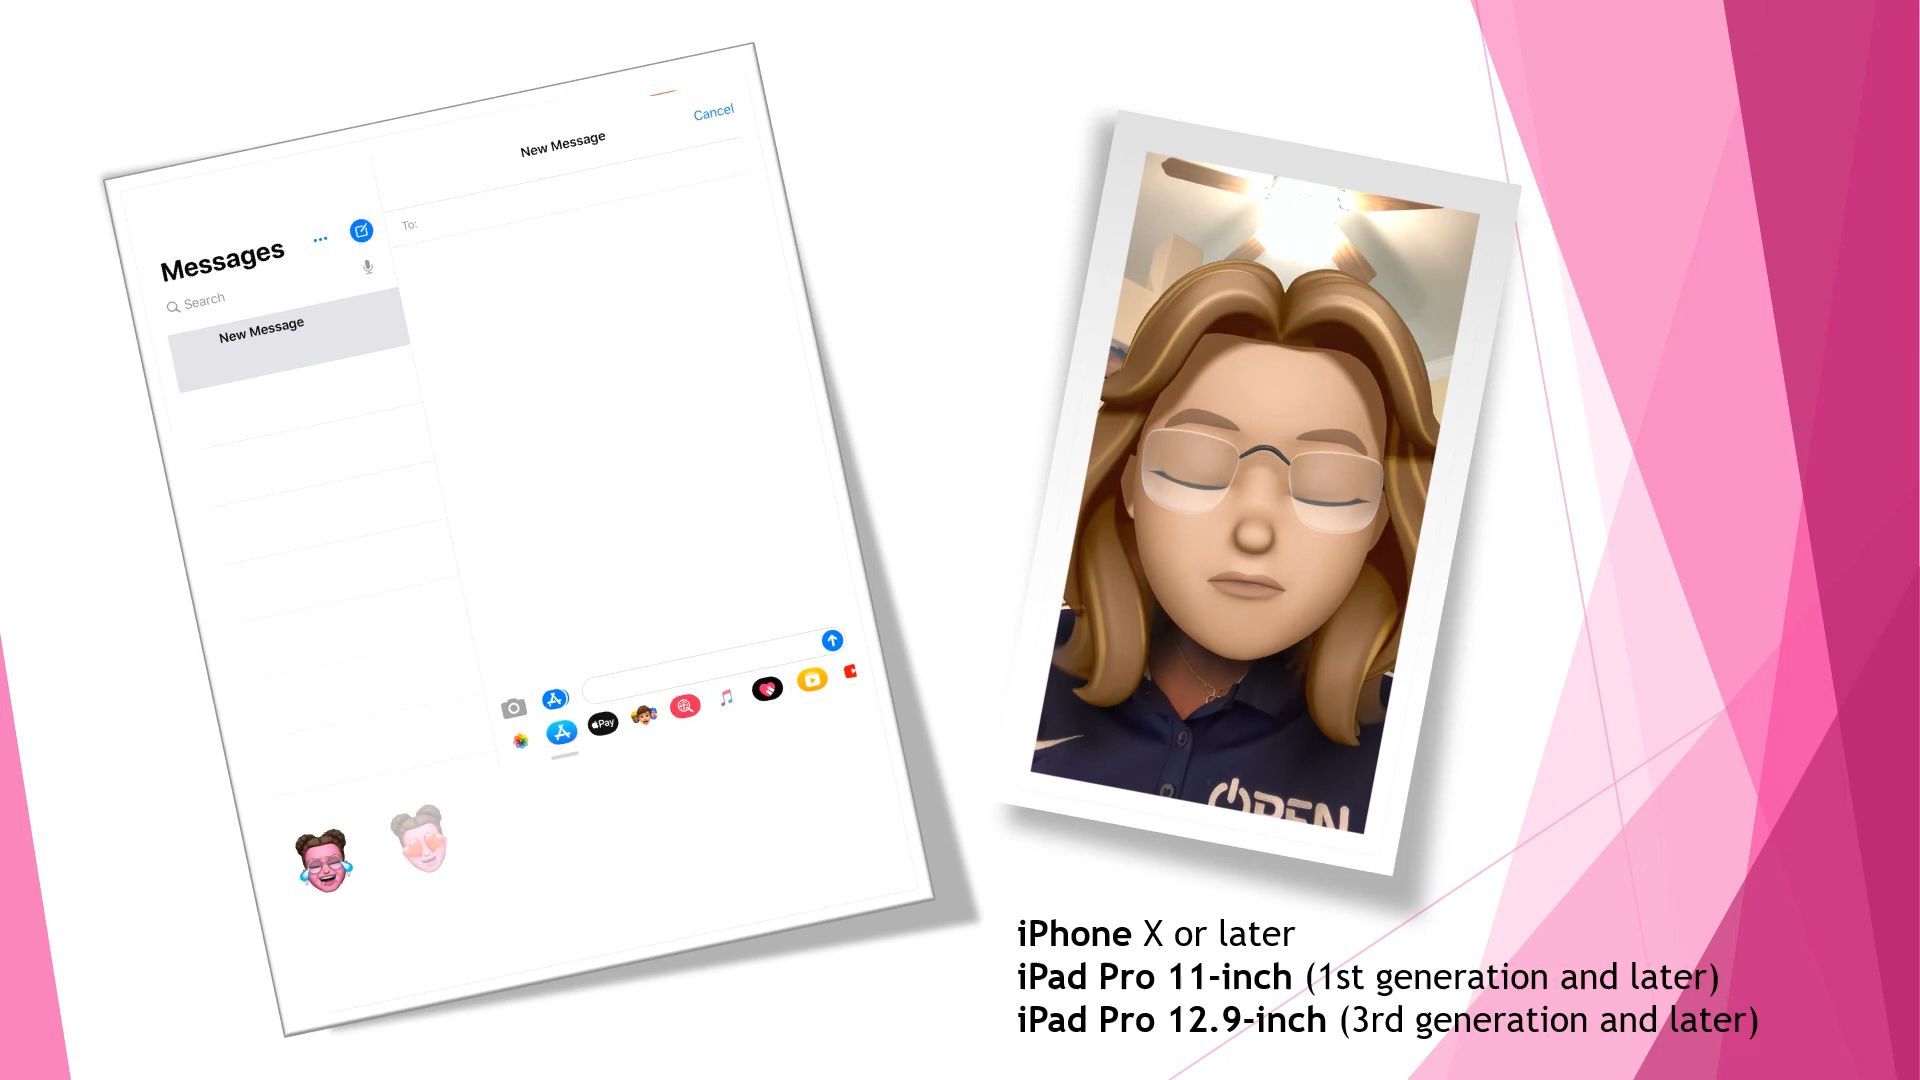 Cancel
New Message
To:
Messages
Search
New Message
Pay
OPEN
iPhone X or later
iPad Pro 11-inch (1st generation and later)
iPad Pro 12.9-inch (3rd generation and later)